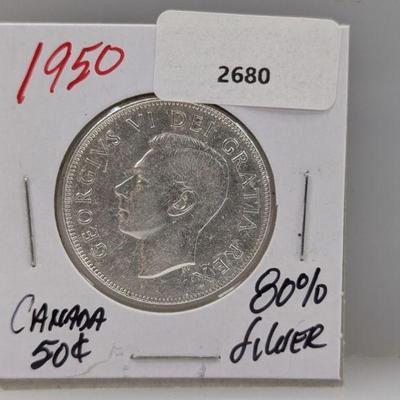 1950
2680
GEORGIVS VI DEI GRATIA REX
CANADA
50¢
80%
SILVER